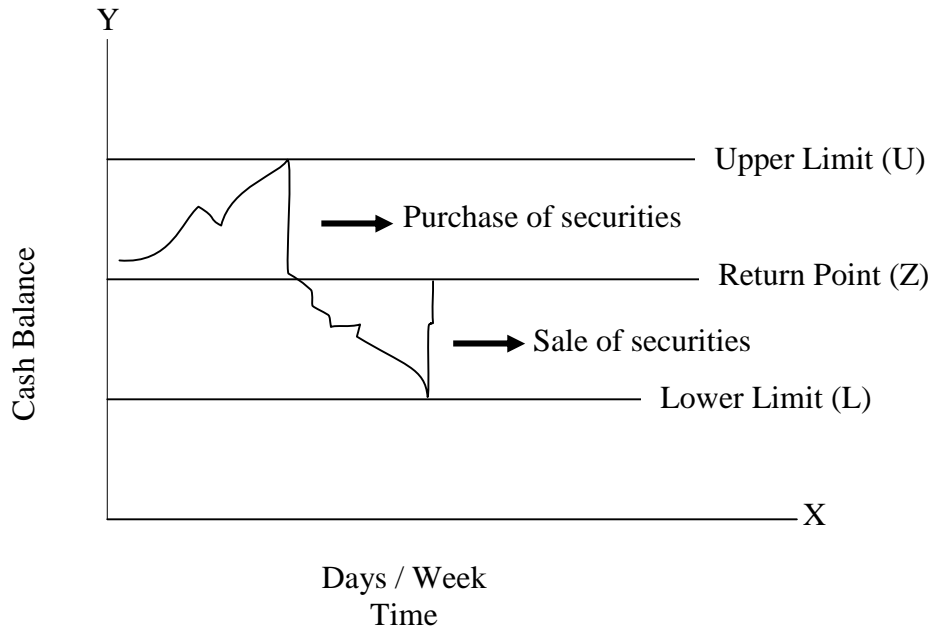 Y
Upper Limit (U)
Purchase of securities
Return Point (Z)
Cash Balance
Sale of securities
Lower Limit (L)
X
Days / Week
Time